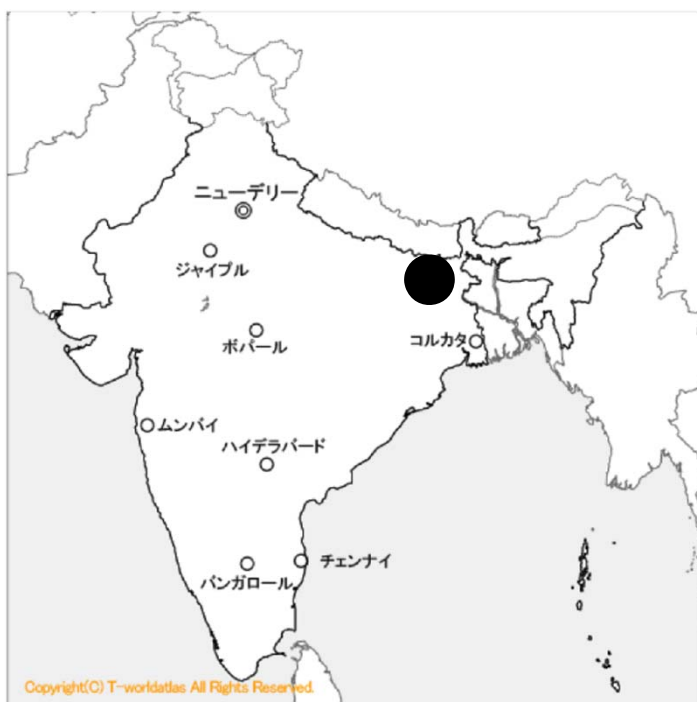 ニューデリー
ジャイプル
ボパール
コルカタ
ムンバイ
ハイデラバード
チェンナイ
バンガロール
Copyright(C) T-worldatlas All Rights Reserved.